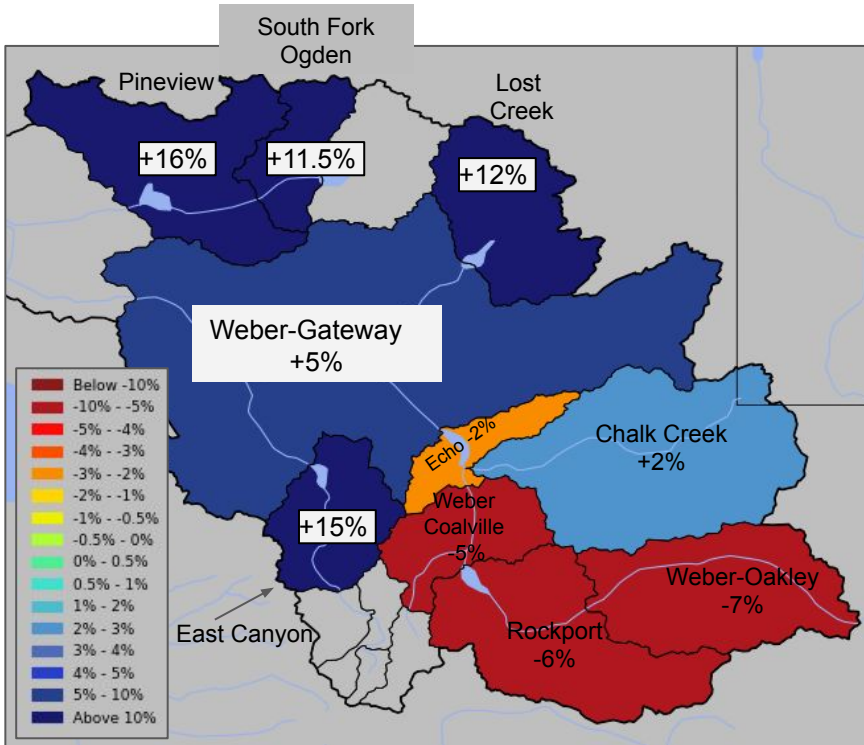 South Fork
Ogden
Pineview
Lost
Creek
+16%
+11.5%
+12%
Weber-Gateway
+5%
Echo -2%
Chalk Creek
+2%
Weber
Coalville
-5%
+15%
Weber-Oakley
-7%
East Canyon
Rockport
-6%
Below -10%
-10% - -5%
-5% - -4%
-4% - -3%
-3% - -2%
-2% - -1%
-1% - -0.5%
-0.5% - 0%
0% - 0.5%
0.5% - 1%
1% - 2%
2% - 3%
3% - 4%
4% - 5%
5% - 10%
Above 10%